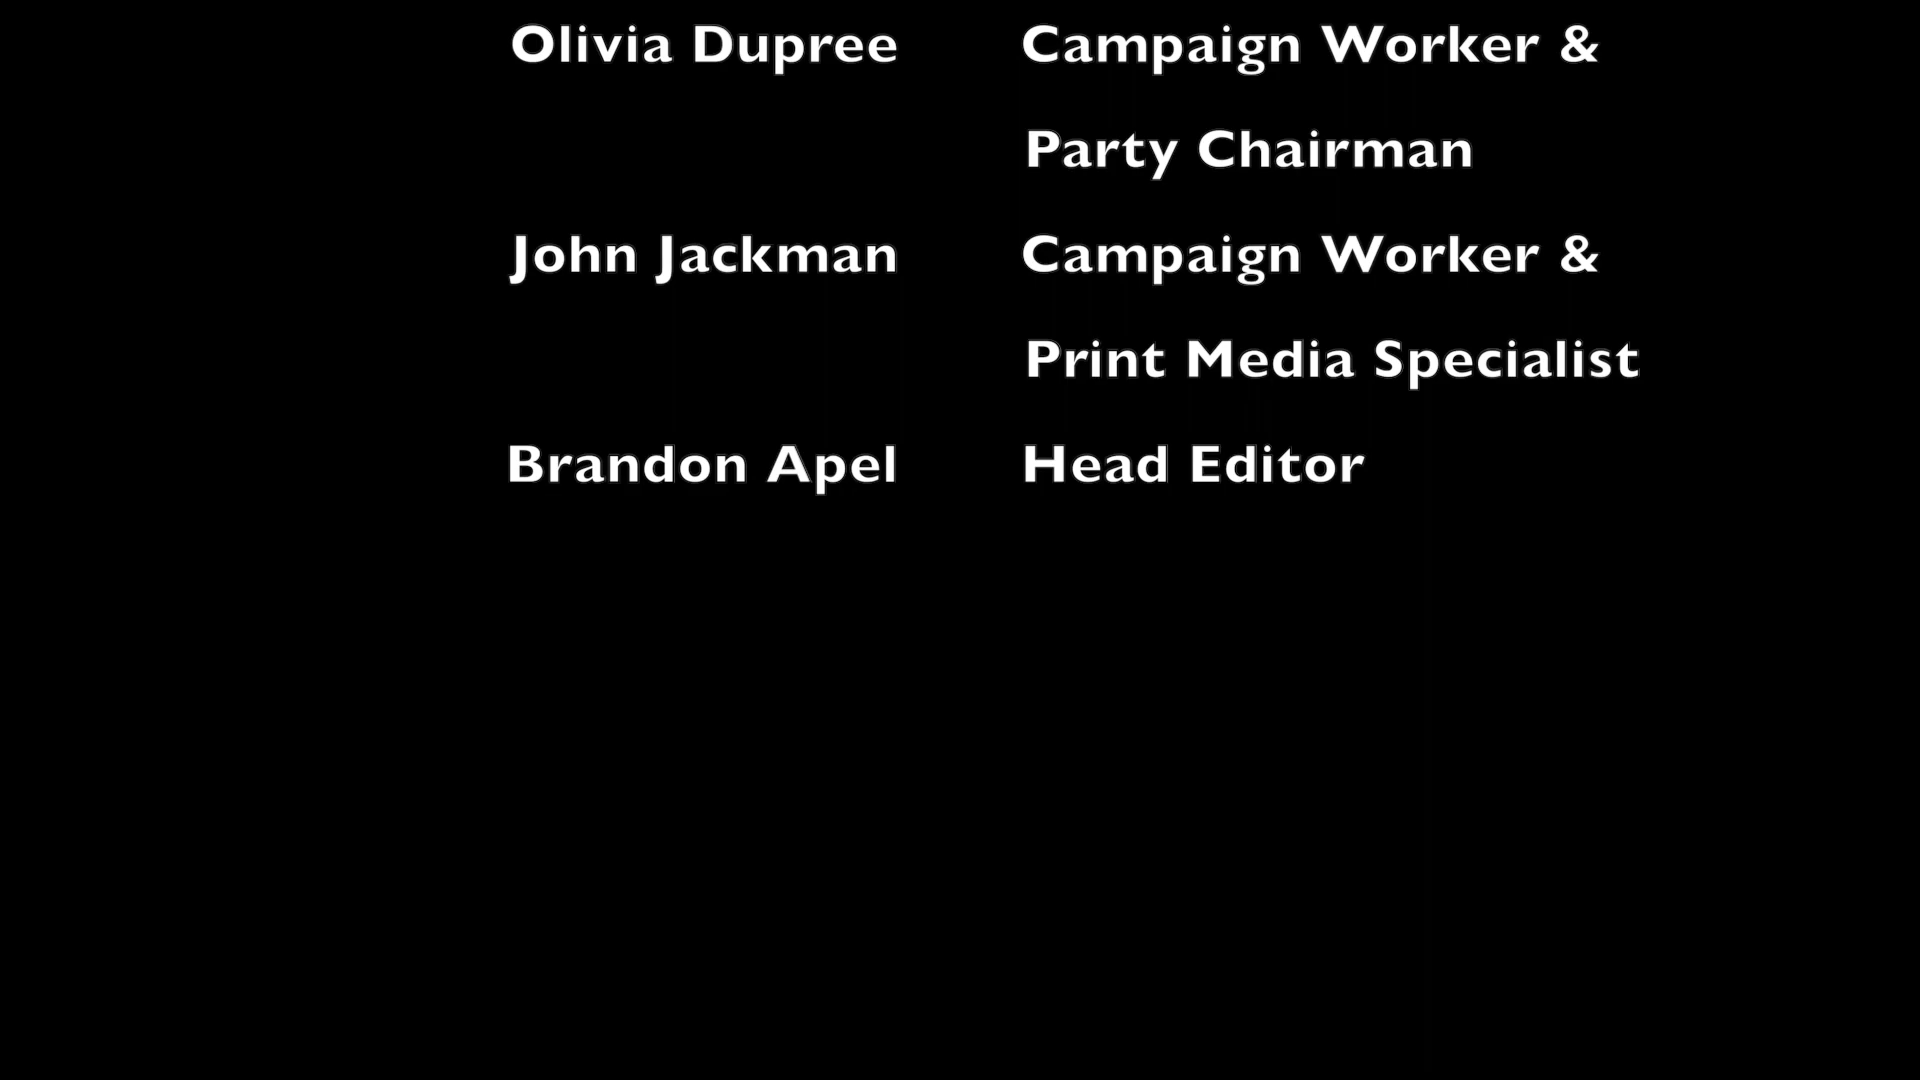 Olivia Dupree Campaign Worker &
Party Chairman
John Jackman Campaign Worker &
Print Media Specialist
Brandon Apel Head Editor